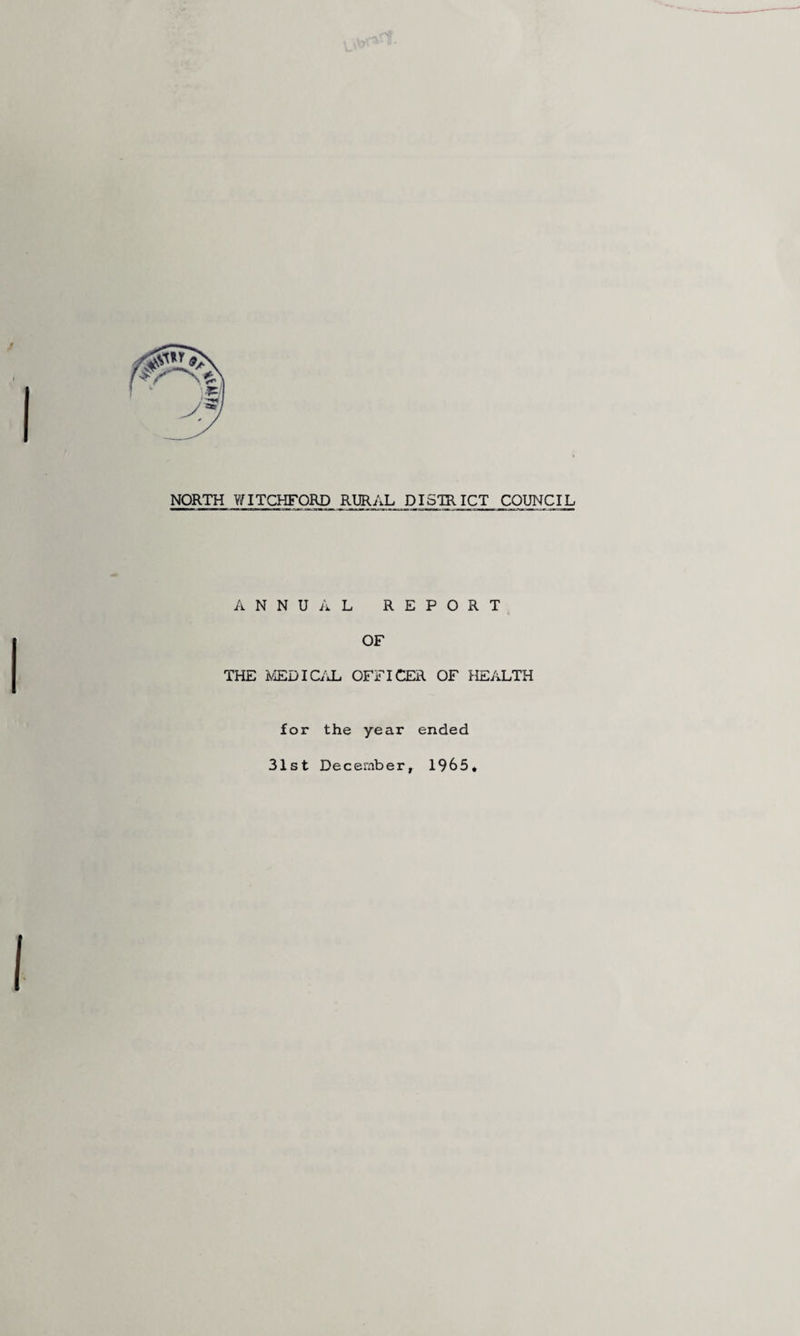 Library.
NORTH WITCHFORD RURAL DISTRICT COUNCIL
ANNUAL REPORT
OF
THE MEDICAL OFFICER OF HEALTH
for the year ended
31st December, 1965.